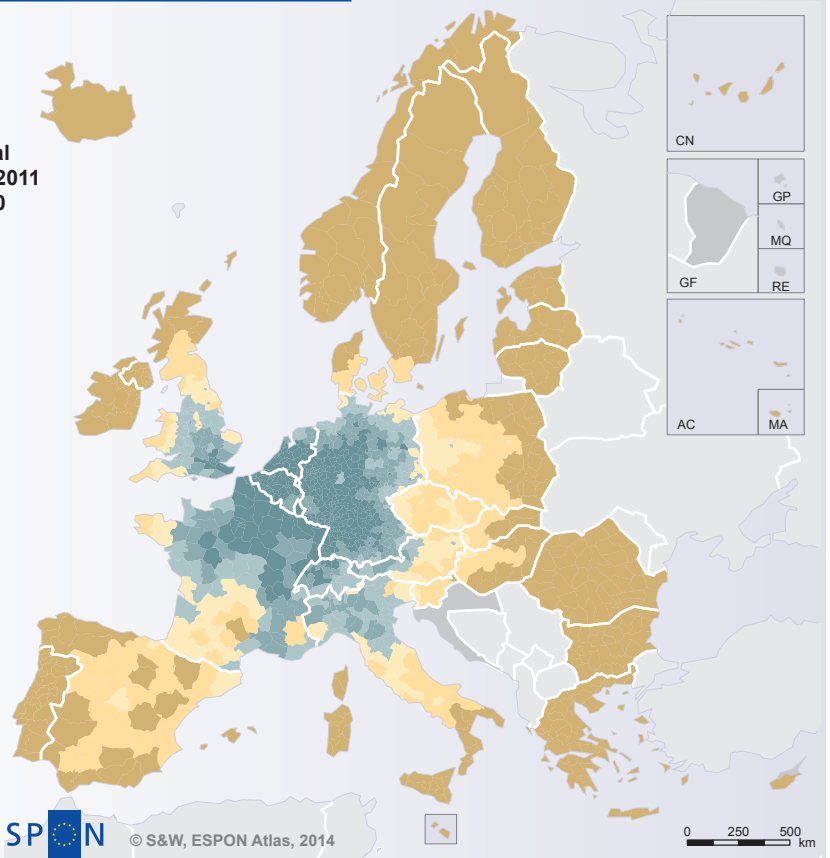 al
2011
0
CN
GP
MQ
GF
RE
AC
MA
SP N
© S&W, ESPON Atlas, 2014
0 250 500
km